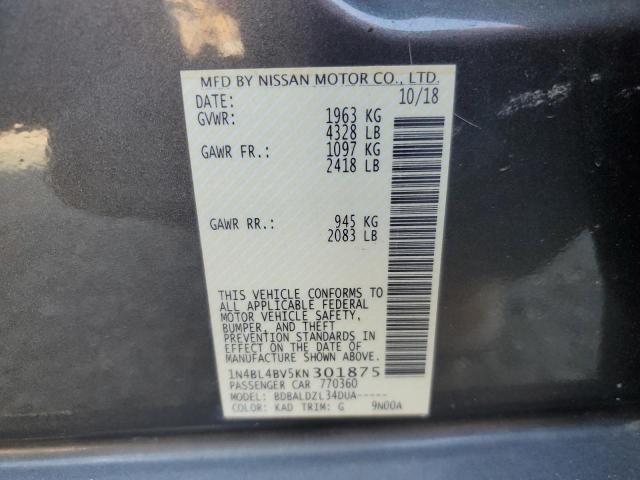 MFD BY NISSAN MOTOR CO., LTD.
DATE: 10/18
GVWR: 1963 KG
4328 LB
GAWR FR.: 1097 KG
2418 LB
GAWR RR.: 945 KG
2083 LB
THIS VEHICLE CONFORMS TO
ALL APPLICABLE FEDERAL
MOTOR VEHICLE SAFETY,
BUMPER, AND THEFT
PREVENTION STANDARDS IN
EFFECT ON THE DATE OF
MANUFACTURE SHOWN ABOVE.
1N4BL4BV5KN301875
PASSENGER CAR 770360
MODEL: BDBALDZL34DUA-----
COLOR: KAD TRIM: G 9N00A